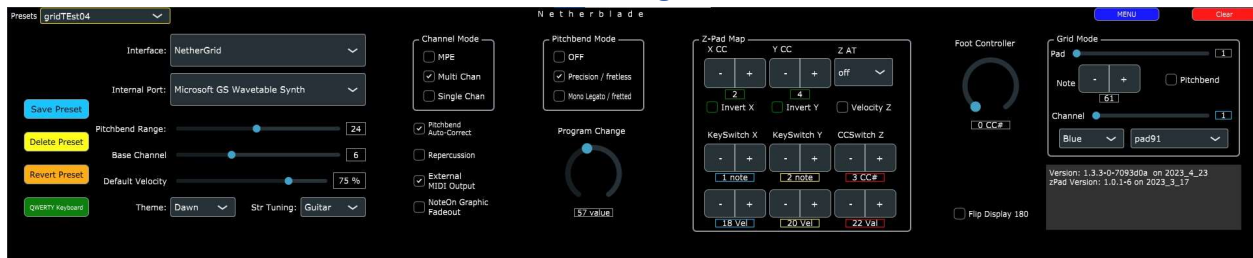 Presets gridTEst04
N e t h e r b l a d e
MENU
Clear
Interface: NetherGrid
Internal Port: Microsoft GS Wavetable Synth
Save Preset
Pitchbend Range: 24
Delete Preset
Base Channel 6
Revert Preset
Default Velocity 75 %
QWERTY Keyboard
Theme: Dawn
Str Tuning: Guitar
Channel Mode
MPE
Multi Chan
Single Chan
Pitchbend
Auto-Correct
Repercussion
External
MIDI Output
NoteOn Graphic
Fadeout
Pitchbend Mode
OFF
Precision / fretless
Mono Legato / fretted
Program Change
57 value
Z-Pad Map
X CC Y CC Z AT
- + - + off
2 4
Invert X Invert Y Velocity Z
KeySwitch X KeySwitch Y CCSwitch Z
- + - + - +
1 note 2 note 3 CC#
- + - + - +
18 Vel 20 Vel 22 Val
Foot Controller
0 CC#
Flip Display 180
Grid Mode
Pad 1
Note - + Pitchbend
61
Channel 1
Blue pad91
Version: 1.3.3-0-7093d0a on 2023_4_23
zPad Version: 1.0.1-6 on 2023_3_17